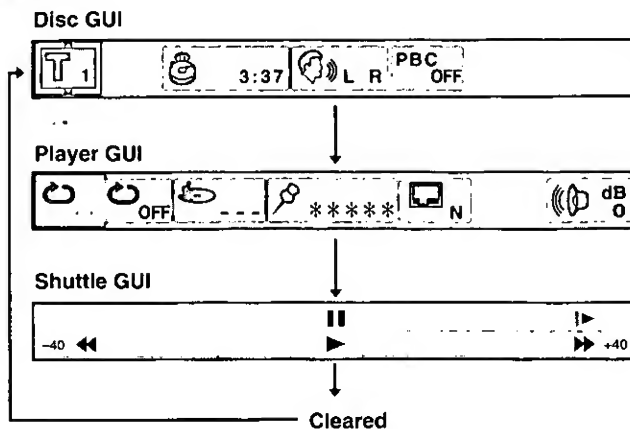 Disc GUI
T 1 3:37 L R PBC OFF
Player GUI
OFF - - - ***** N dB 0
Shuttle GUI
-40 +40
Cleared